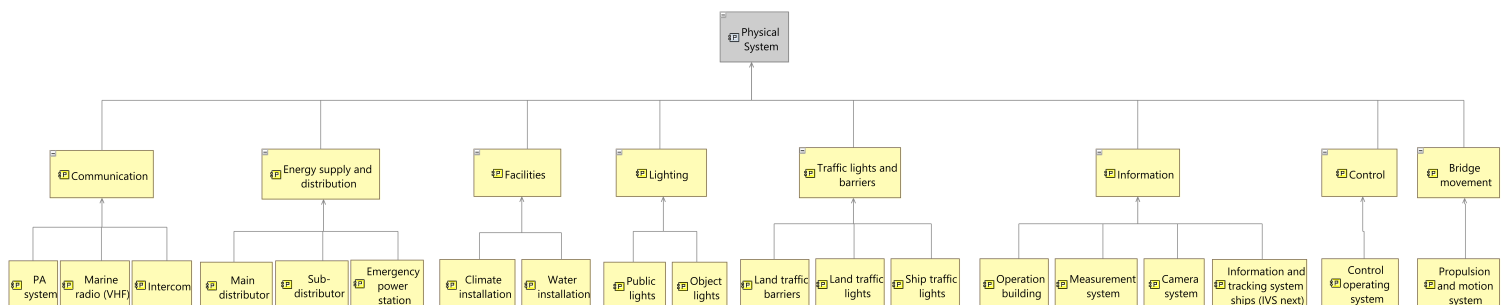 Physical
System
Communication
Energy supply and
distribution
Facilities
Lighting
Traffic lights and
barriers
Information
Control
Bridge
movement
PA
system
Marine
radio (VHF)
Intercom
Main
distributor
Sub-
distributor
Emergency
power
station
Climate
installation
Water
installation
Public
lights
Object
lights
Land traffic
barriers
Land traffic
lights
Ship traffic
lights
Operation
building
Measurement
system
Camera
system
Information and
tracking system
ships (IVS next)
Control
operating
system
Propulsion
and motion
system